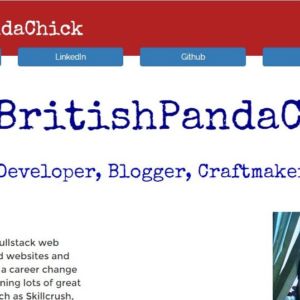 daChick
LinkedIn
Github
BritishPandaC
Developer, Blogger, Craftmaker
ullstack web
d websites and
a career change
ning lots of great
ch as Skillcrush,